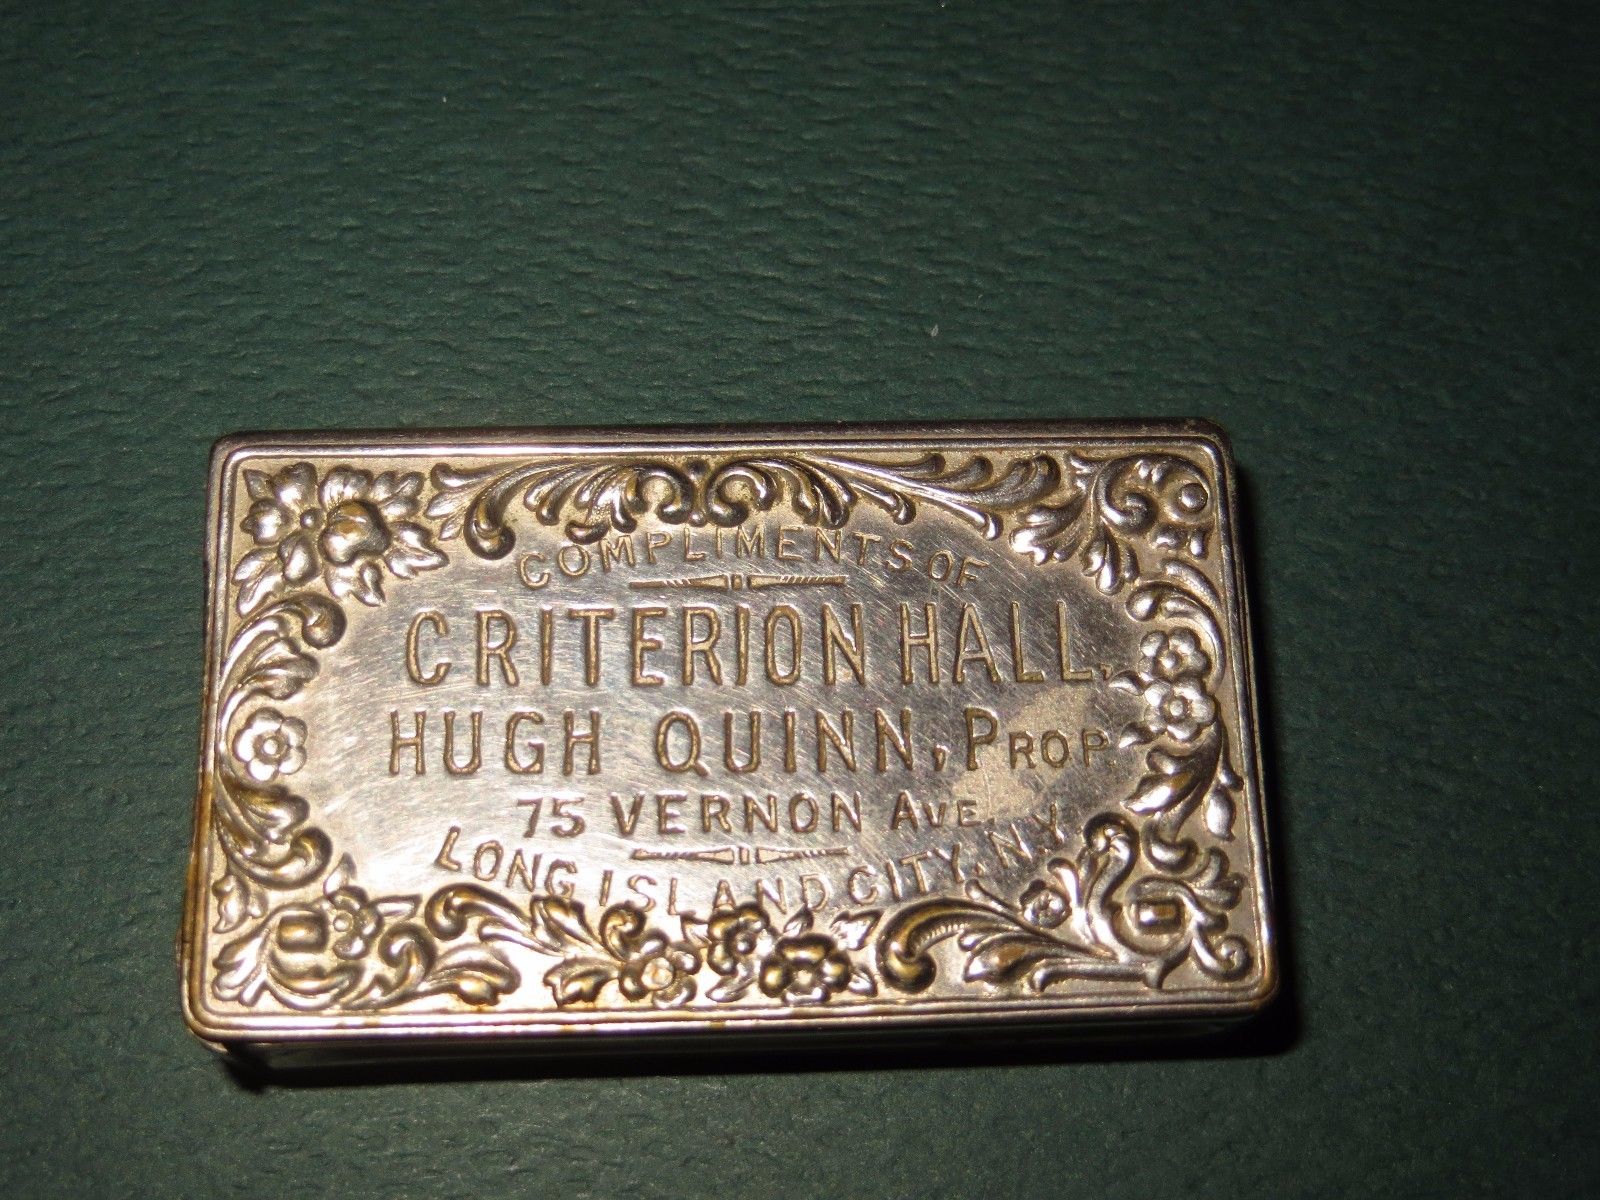 COMPLIMENTS OF
CRITERION HALL,
HUGH QUINN, PROP.
75 VERNON AVE.
LONG ISLAND CITY, N.Y.